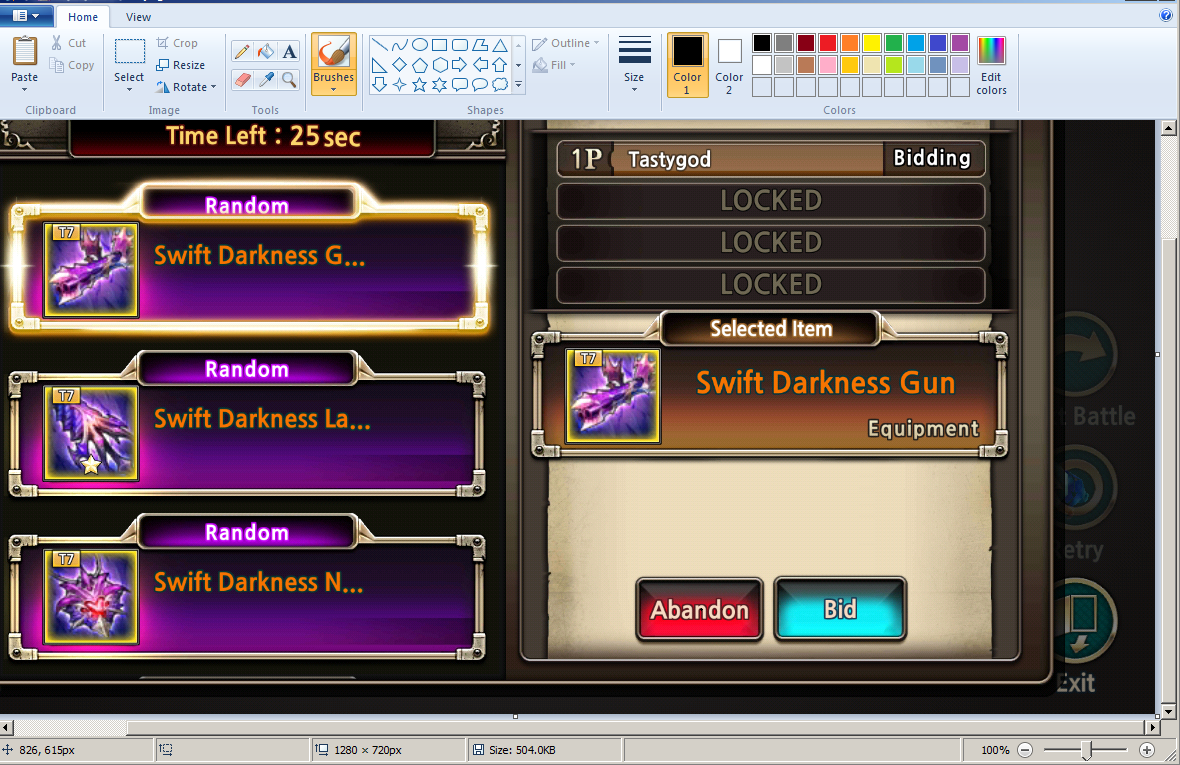 Home
View
Paste
Cut
Copy
Clipboard
Select
Crop
Resize
Rotate
Image
A
Tools
Brushes
Outline
Fill
Shapes
Size
Color 1
Color 2
Edit colors
Colors
Time Left : 25 sec
Random
T7
Swift Darkness G...
Random
T7
Swift Darkness La...
Random
T7
Swift Darkness N...
1P Tastygod Bidding
LOCKED
LOCKED
LOCKED
Selected Item
T7
Swift Darkness Gun
Equipment
Abandon
Bid
Battle
etry
Exit
826, 615px
1280 × 720px
Size: 504.0KB
100%